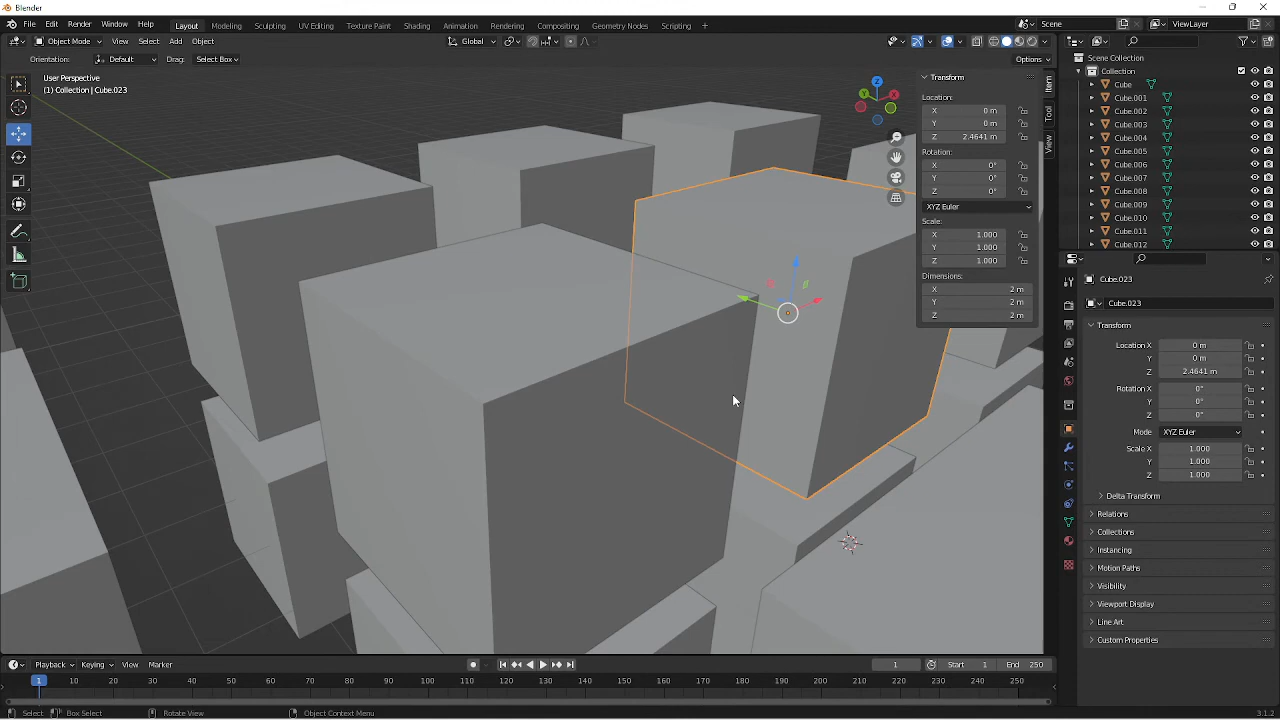 Blender
File Edit Render Window Help Layout Modeling Sculpting UV Editing Texture Paint Shading Animation Rendering Compositing Geometry Nodes Scripting + Scene ViewLayer
Object Mode View Select Add Object Global Options
Orientation: Default Drag: Select Box
User Perspective
(1) Collection | Cube.023
Z
Y
X
Transform
Location:
X 0 m
Y 0 m
Z 2.4641 m
Rotation:
X 0°
Y 0°
Z 0°
XYZ Euler
Scale:
X 1.000
Y 1.000
Z 1.000
Dimensions:
X 2 m
Y 2 m
Z 2 m
Item
Tool
View
Scene Collection
Collection
Cube
Cube.001
Cube.002
Cube.003
Cube.004
Cube.005
Cube.006
Cube.007
Cube.008
Cube.009
Cube.010
Cube.011
Cube.012
Cube.023
Cube.023
Transform
Location X 0 m
Y 0 m
Z 2.4641 m
Rotation X 0°
Y 0°
Z 0°
Mode XYZ Euler
Scale X 1.000
Y 1.000
Z 1.000
Delta Transform
Relations
Collections
Instancing
Motion Paths
Visibility
Viewport Display
Line Art
Custom Properties
Playback Keying View Marker 1 Start 1 End 250
1 10 20 30 40 50 60 70 80 90 100 110 120 130 140 150 160 170 180 190 200 210 220 230 240 250
Select Box Select Rotate View Object Context Menu 3.1.2